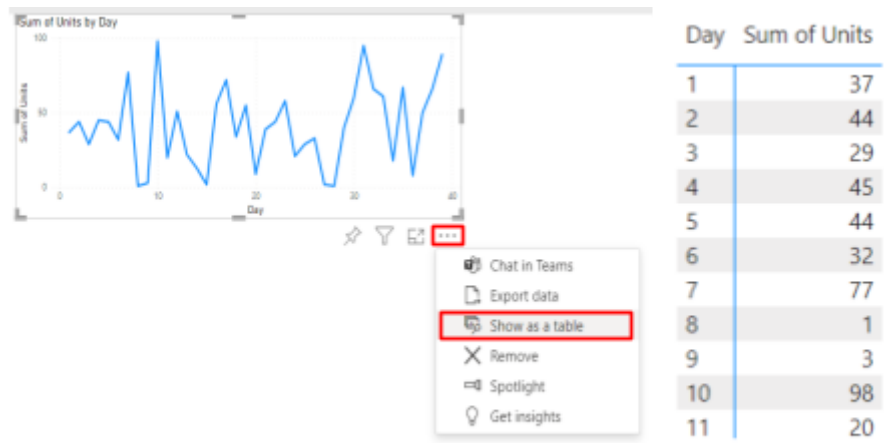 Sum of Units by Day
100
50
0
Sum of Units
0 10 20 30 40
Day
Chat in Teams
Export data
Show as a table
Remove
Spotlight
Get insights
Day Sum of Units
1 37
2 44
3 29
4 45
5 44
6 32
7 77
8 1
9 3
10 98
11 20